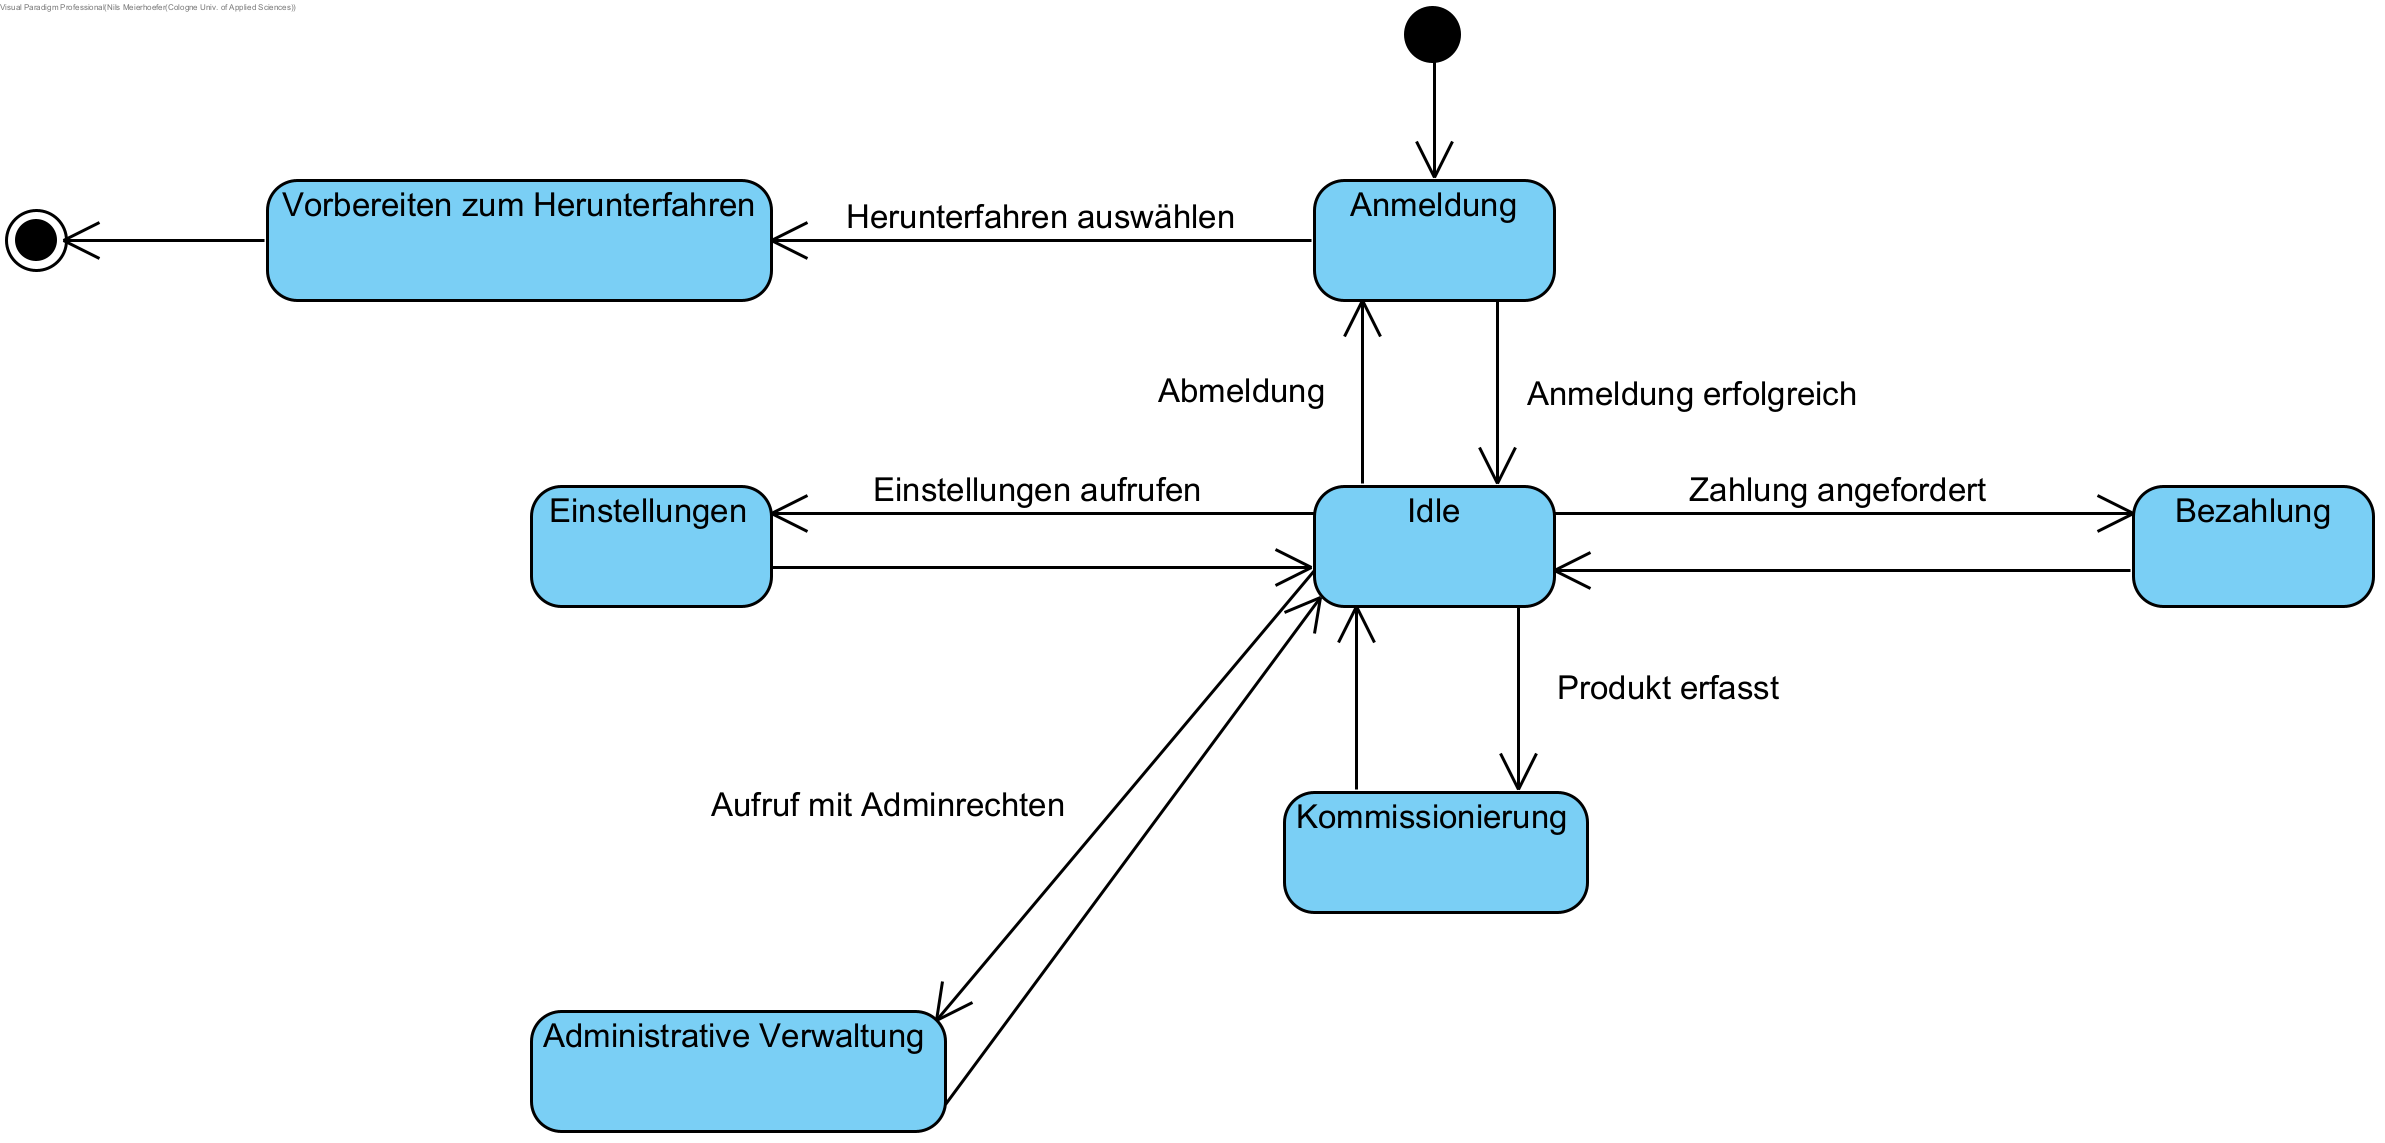 Visual Paradigm Professional(Nils Meierhoefer(Cologne Univ. of Applied Sciences))
Vorbereiten zum Herunterfahren
Herunterfahren auswählen
Anmeldung
Abmeldung
Anmeldung erfolgreich
Einstellungen
Einstellungen aufrufen
Idle
Zahlung angefordert
Bezahlung
Produkt erfasst
Aufruf mit Adminrechten
Kommissionierung
Administrative Verwaltung